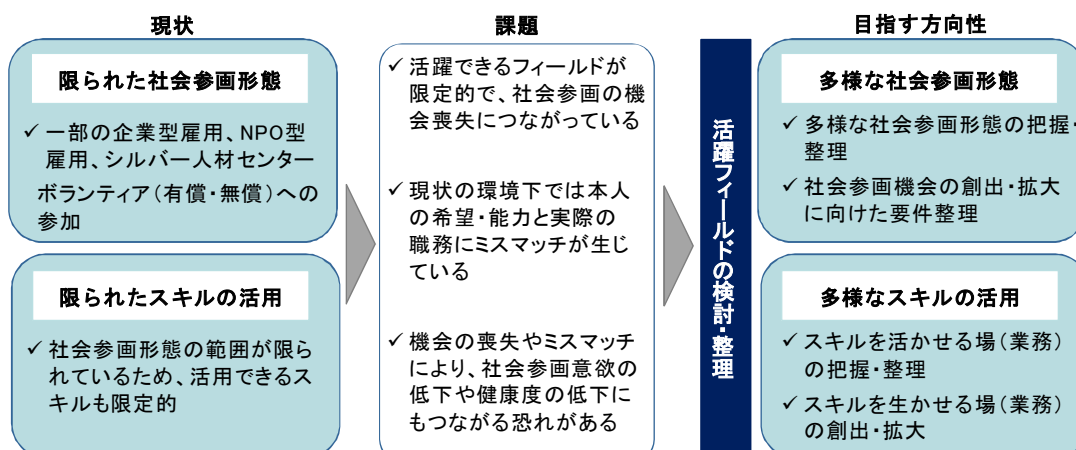 現状
限られた社会参画形態
✓ 一部の企業型雇用、NPO型
雇用、シルバー人材センター
ボランティア(有償・無償)への
参加
限られたスキルの活用
✓ 社会参画形態の範囲が限ら
れているため、活用できるス
キルも限定的
課題
✓ 活躍できるフィールドが
限定的で、社会参画の機
会喪失につながっている
✓ 現状の環境下では本人
の希望・能力と実際の
職務にミスマッチが生じ
ている
✓ 機会の喪失やミスマッチ
により、社会参画意欲の
低下や健康度の低下に
もつながる恐れがある
活躍フィールドの検討・整理
目指す方向性
多様な社会参画形態
✓ 多様な社会参画形態の把握・
整理
✓ 社会参画機会の創出・拡大
に向けた要件整理
多様なスキルの活用
✓ スキルを活かせる場(業務)
の把握・整理
✓ スキルを生かせる場(業務)
の創出・拡大